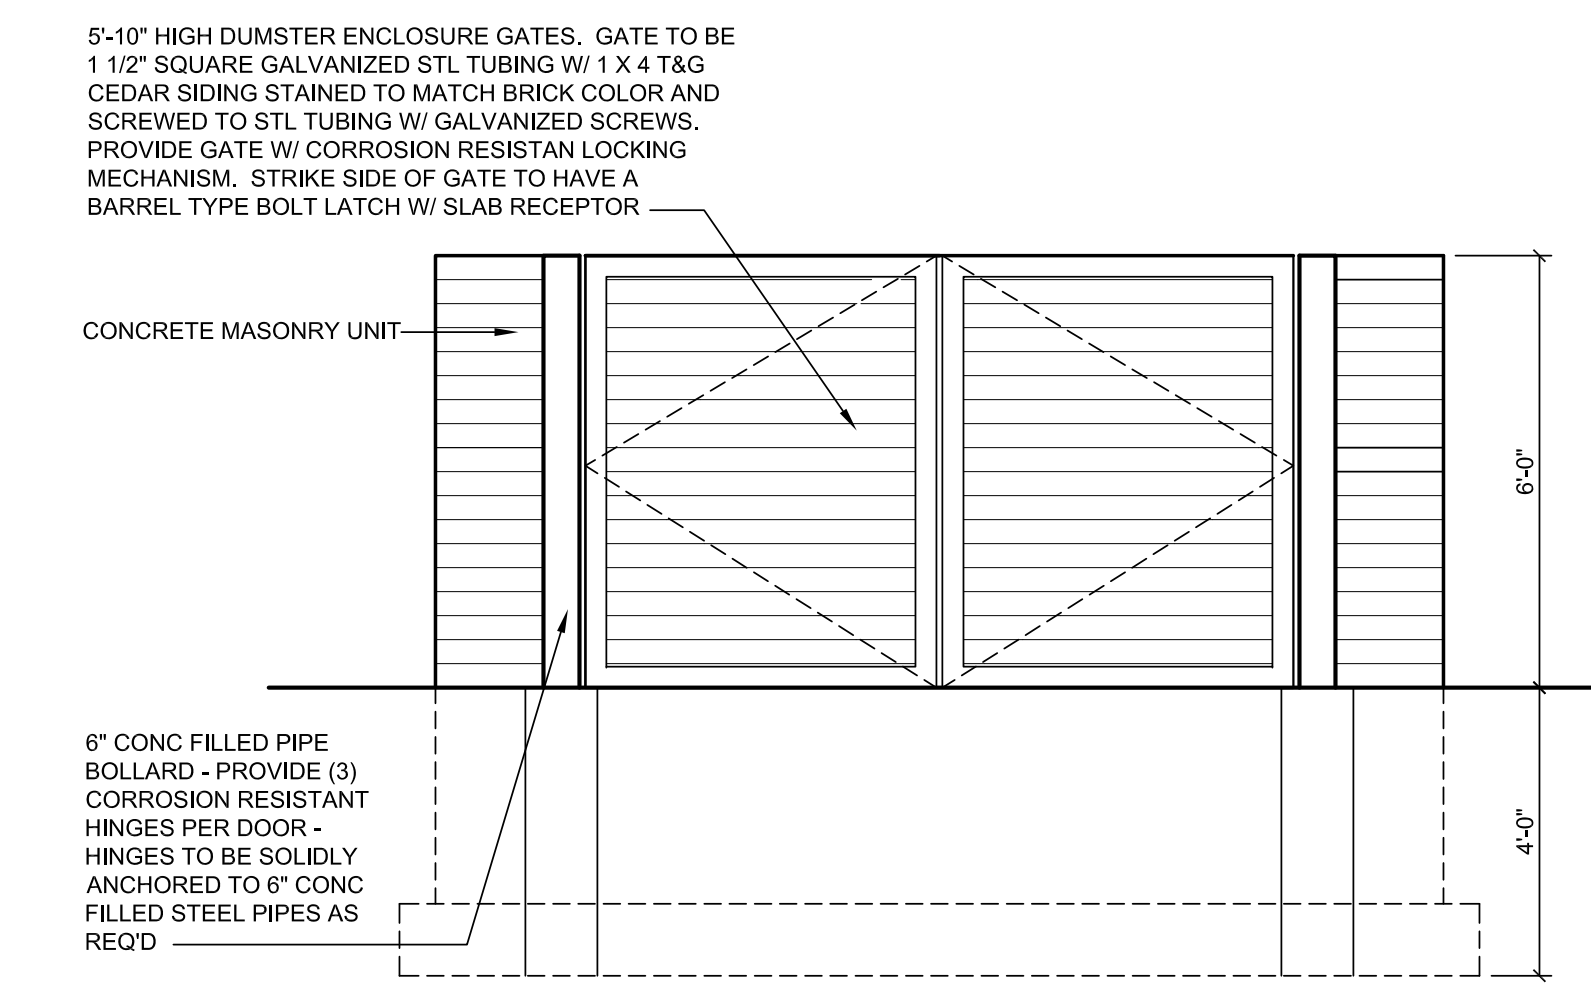 5'-10" HIGH DUMSTER ENCLOSURE GATES.  GATE TO BE
1 1/2" SQUARE GALVANIZED STL TUBING W/ 1 X 4 T&G
CEDAR SIDING STAINED TO MATCH BRICK COLOR AND
SCREWED TO STL TUBING W/ GALVANIZED SCREWS.
PROVIDE GATE W/ CORROSION RESISTAN LOCKING
MECHANISM.  STRIKE SIDE OF GATE TO HAVE A
BARREL TYPE BOLT LATCH W/ SLAB RECEPTOR
CONCRETE MASONRY UNIT
6'-0"
6" CONC FILLED PIPE
BOLLARD - PROVIDE (3)
CORROSION RESISTANT
HINGES PER DOOR -
HINGES TO BE SOLIDLY
ANCHORED TO 6" CONC
FILLED STEEL PIPES AS
REQ'D
4'-0"